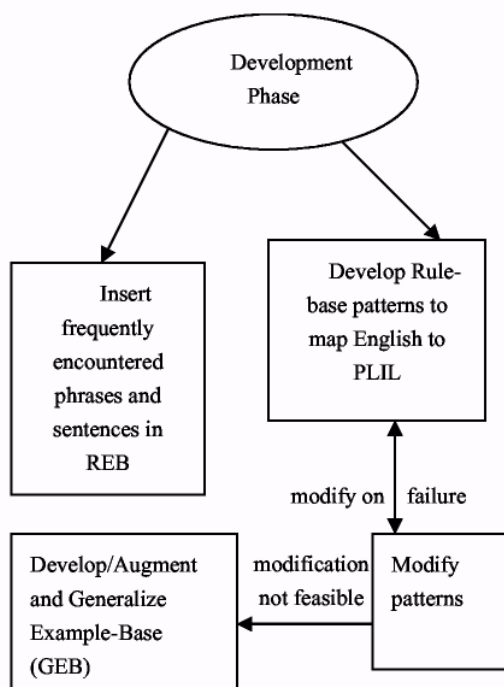 Development
Phase
Insert
frequently
encountered
phrases and
sentences in
REB
Develop Rule-
base patterns to
map English to
PLIL
modify on failure
Develop/Augment
and Generalize
Example-Base
(GEB)
modification
not feasible
Modify
patterns